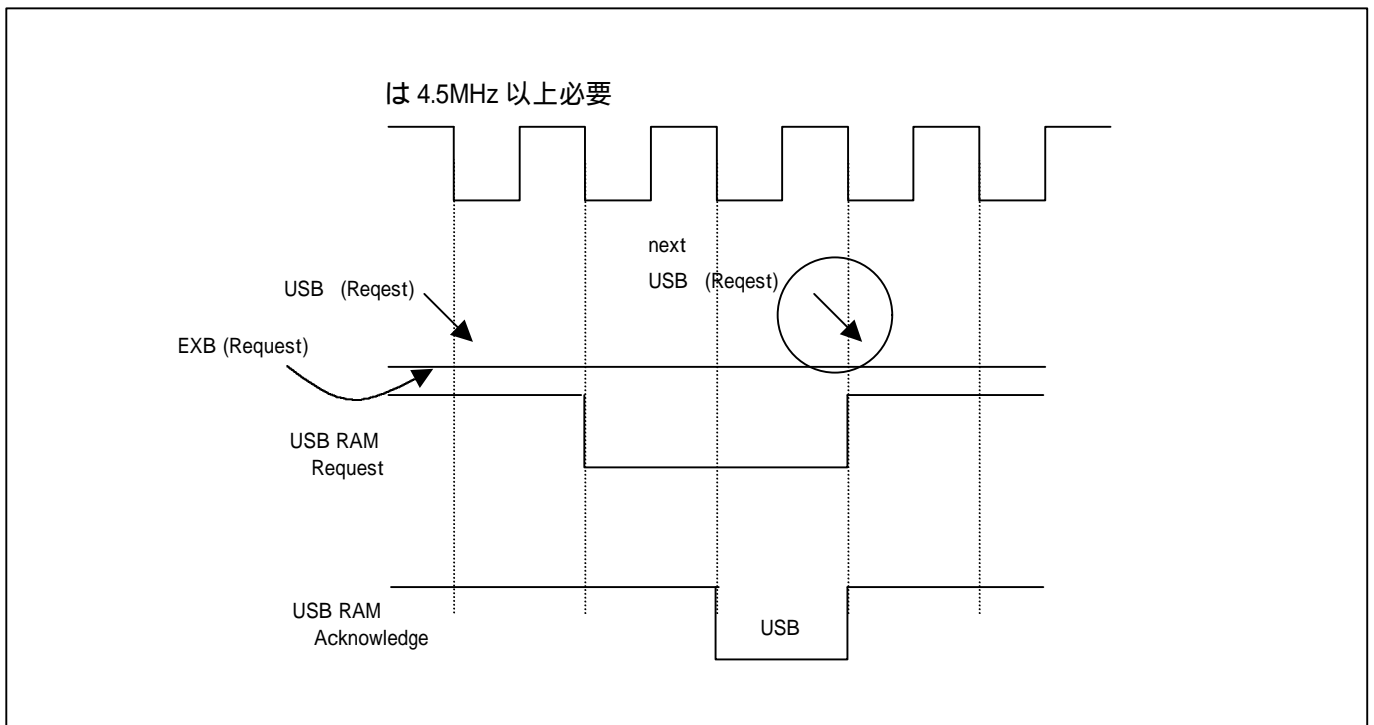 は 4.5MHz 以上必要
next
USB (Reqest)
USB (Reqest)
EXB (Request)
USB RAM
Request
USB RAM
Acknowledge
USB